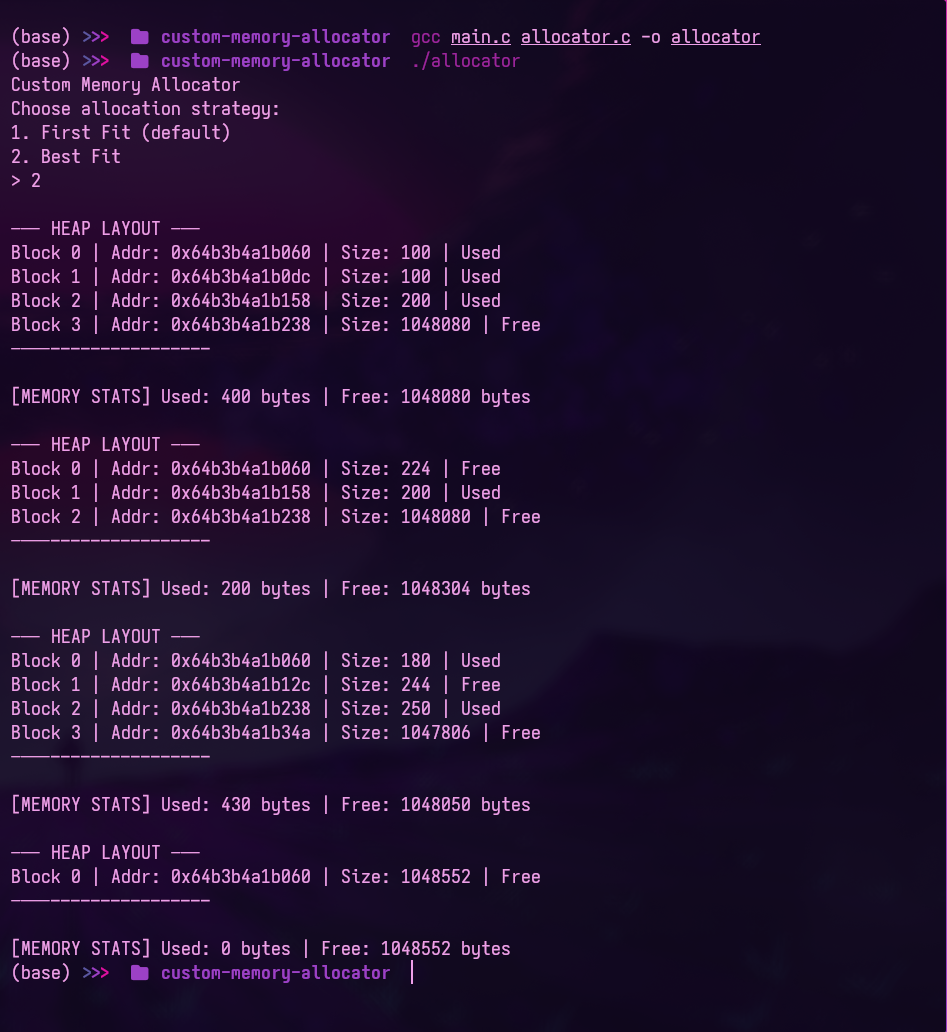 (base) >>> custom-memory-allocator gcc main.c allocator.c -o allocator
(base) >>> custom-memory-allocator ./allocator
Custom Memory Allocator
Choose allocation strategy:
1. First Fit (default)
2. Best Fit
> 2
--- HEAP LAYOUT ---
Block 0 | Addr: 0x64b3b4a1b060 | Size: 100 | Used
Block 1 | Addr: 0x64b3b4a1b0dc | Size: 100 | Used
Block 2 | Addr: 0x64b3b4a1b158 | Size: 200 | Used
Block 3 | Addr: 0x64b3b4a1b238 | Size: 1048080 | Free
--------------------
[MEMORY STATS] Used: 400 bytes | Free: 1048080 bytes
--- HEAP LAYOUT ---
Block 0 | Addr: 0x64b3b4a1b060 | Size: 224 | Free
Block 1 | Addr: 0x64b3b4a1b158 | Size: 200 | Used
Block 2 | Addr: 0x64b3b4a1b238 | Size: 1048080 | Free
--------------------
[MEMORY STATS] Used: 200 bytes | Free: 1048304 bytes
--- HEAP LAYOUT ---
Block 0 | Addr: 0x64b3b4a1b060 | Size: 180 | Used
Block 1 | Addr: 0x64b3b4a1b12c | Size: 244 | Free
Block 2 | Addr: 0x64b3b4a1b238 | Size: 250 | Used
Block 3 | Addr: 0x64b3b4a1b34a | Size: 1047806 | Free
--------------------
[MEMORY STATS] Used: 430 bytes | Free: 1048050 bytes
--- HEAP LAYOUT ---
Block 0 | Addr: 0x64b3b4a1b060 | Size: 1048552 | Free
--------------------
[MEMORY STATS] Used: 0 bytes | Free: 1048552 bytes
(base) >>> custom-memory-allocator